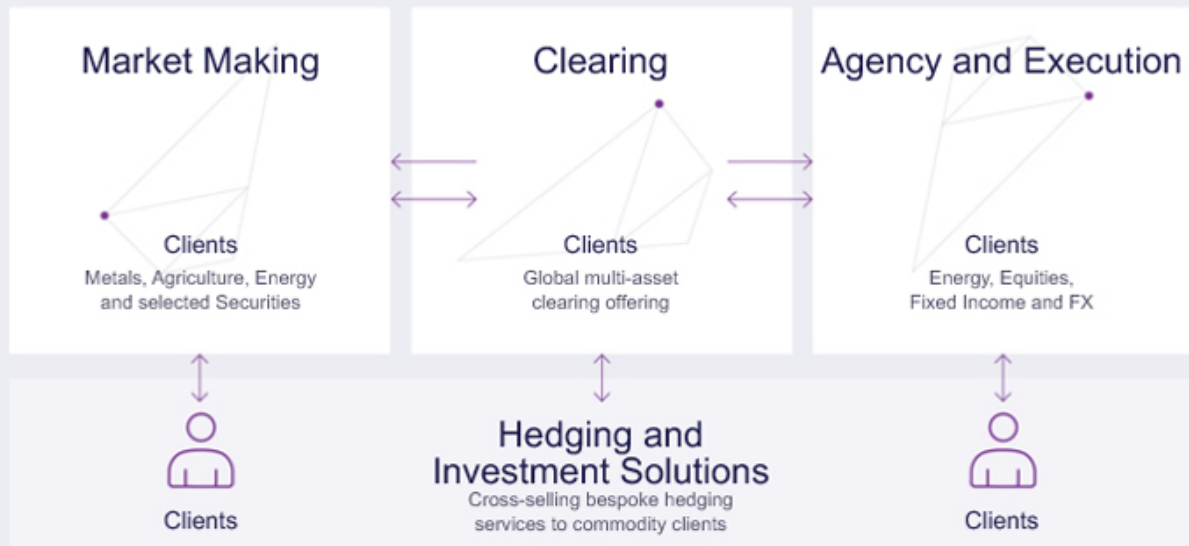 Market Making
Clearing
Agency and Execution
Clients
Metals, Agriculture, Energy
and selected Securities
Clients
Global multi-asset
clearing offering
Clients
Energy, Equities,
Fixed Income and FX
Clients
Hedging and
Investment Solutions
Cross-selling bespoke hedging
services to commodity clients
Clients